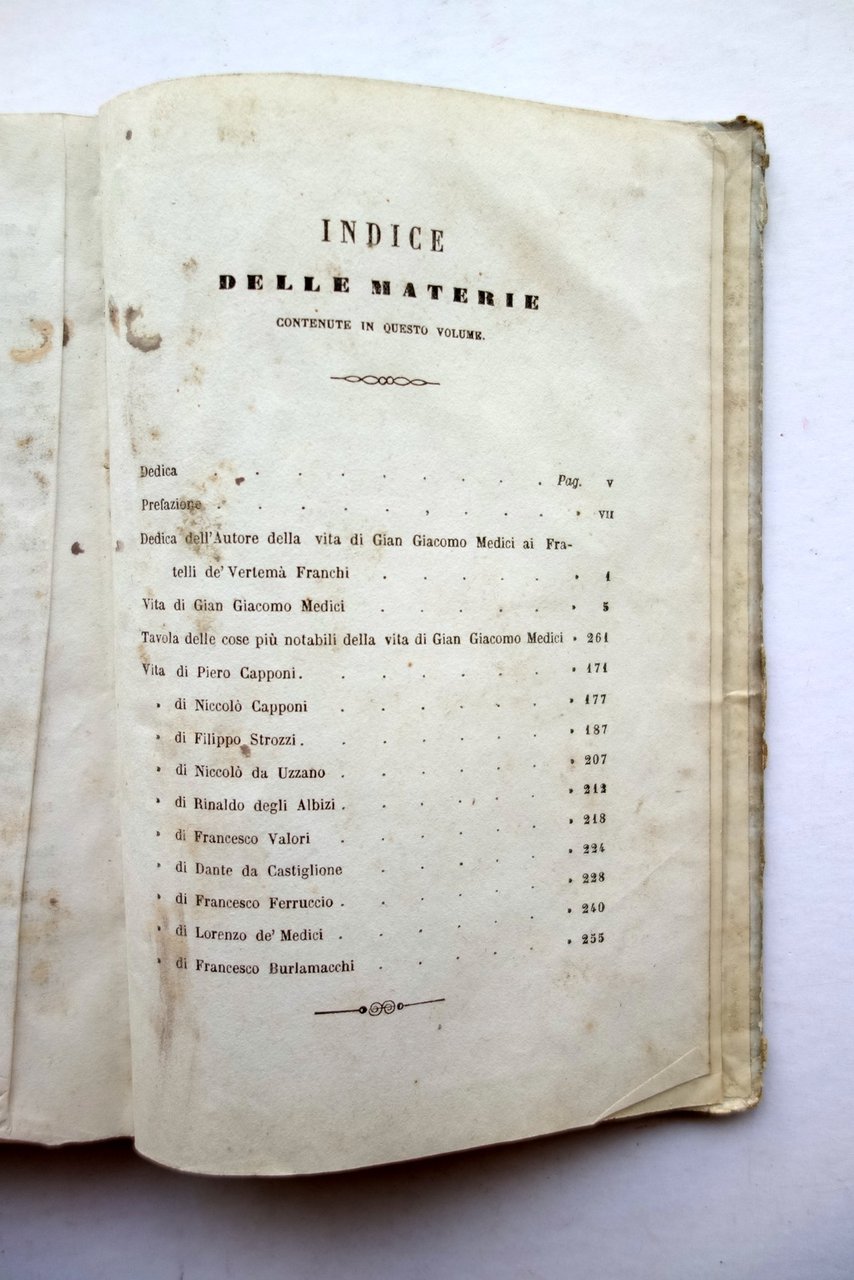 INDICE
DELLE MATERIE
CONTENUTE IN QUESTO VOLUME.
Dedica . . . . . . . . . Pag. V
Prefazione . . . . . , . . . » VII
Dedica dell'Autore della vita di Gian Giacomo Medici ai Fra-
telli de' Vertemà Franchi . . . . . » 1
Vita di Gian Giacomo Medici . . . . . » 5
Tavola delle cose più notabili della vita di Gian Giacomo Medici » 261
Vita di Piero Capponi . . . . . . . » 171
» di Niccolò Capponi . . . . . . » 177
» di Filippo Strozzi . . . . . . . » 187
» di Niccolò da Uzzano . . . . . . » 207
» di Rinaldo degli Albizi . . . . . . » 212
» di Francesco Valori . . . . . . » 218
» di Dante da Castiglione . . . . . » 224
» di Francesco Ferruccio . . . . . . » 228
» di Lorenzo de' Medici . . . . . . » 240
» di Francesco Burlamacchi . . . . . » 255